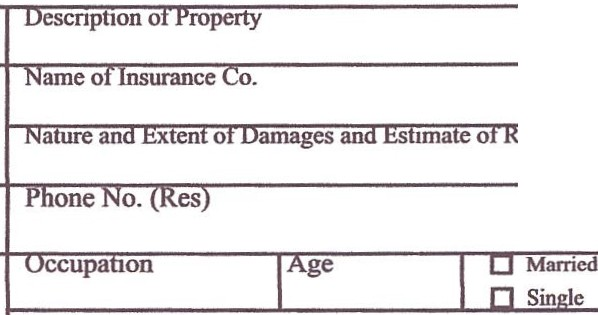 Description of Property
Name of Insurance Co.
Nature and Extent of Damages and Estimate of R
Phone No. (Res)
Occupation Age Married
Single